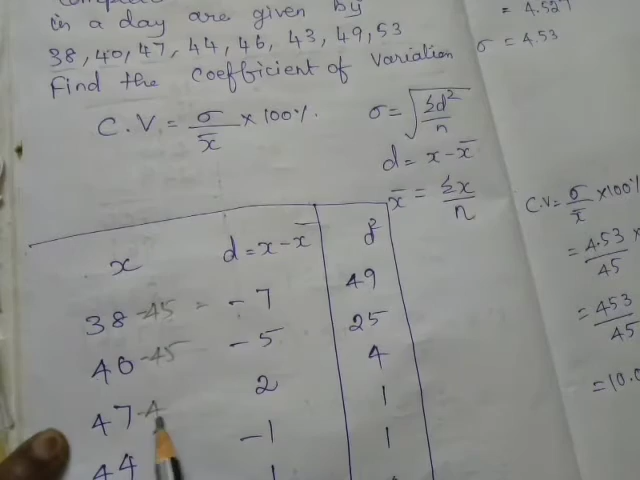 in a day are given by
38, 40, 47, 44, 46, 43, 49, 53
Find the coefficient of variation
C.V = σ/x̄ × 100%.
σ = √(Σd²/n)
d = x - x̄
x̄ = Σx/n
x d = x - x̄ d²
38 -45 = -7 49
40 -45 -5 25
47 -4 2 4
44 -1 1
1 1
= 4.527
σ = 4.53
C.V = σ/x̄ ×100%
= 4.53/45 ×
= 453/45
= 10.0